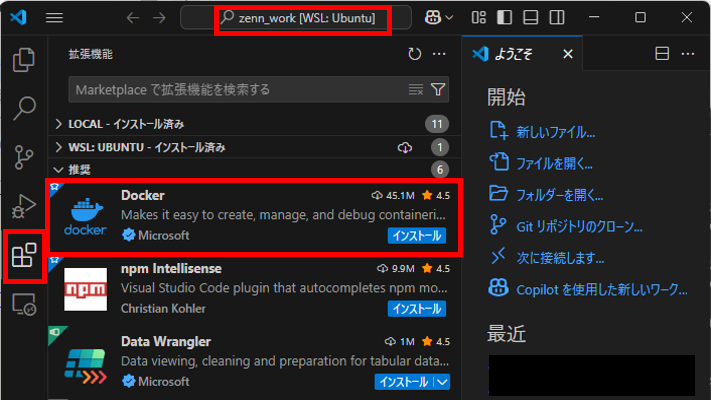 zenn_work [WSL: Ubuntu]
拡張機能
Marketplace で拡張機能を検索する
LOCAL - インストール済み
11
WSL: UBUNTU - インストール済み
1
推奨
6
Docker
45.1M
4.5
Makes it easy to create, manage, and debug containeri...
docker
Microsoft
インストール
npm Intellisense
9.9M
4.5
Visual Studio Code plugin that autocompletes npm mo...
Christian Kohler
インストール
Data Wrangler
1M
4.5
Data viewing, cleaning and preparation for tabular data...
Microsoft
インストール
ようこそ
開始
新しいファイル...
ファイルを開く...
フォルダーを開く...
Git リポジトリのクローン...
次に接続します...
Copilot を使用した新しいワーク...
最近